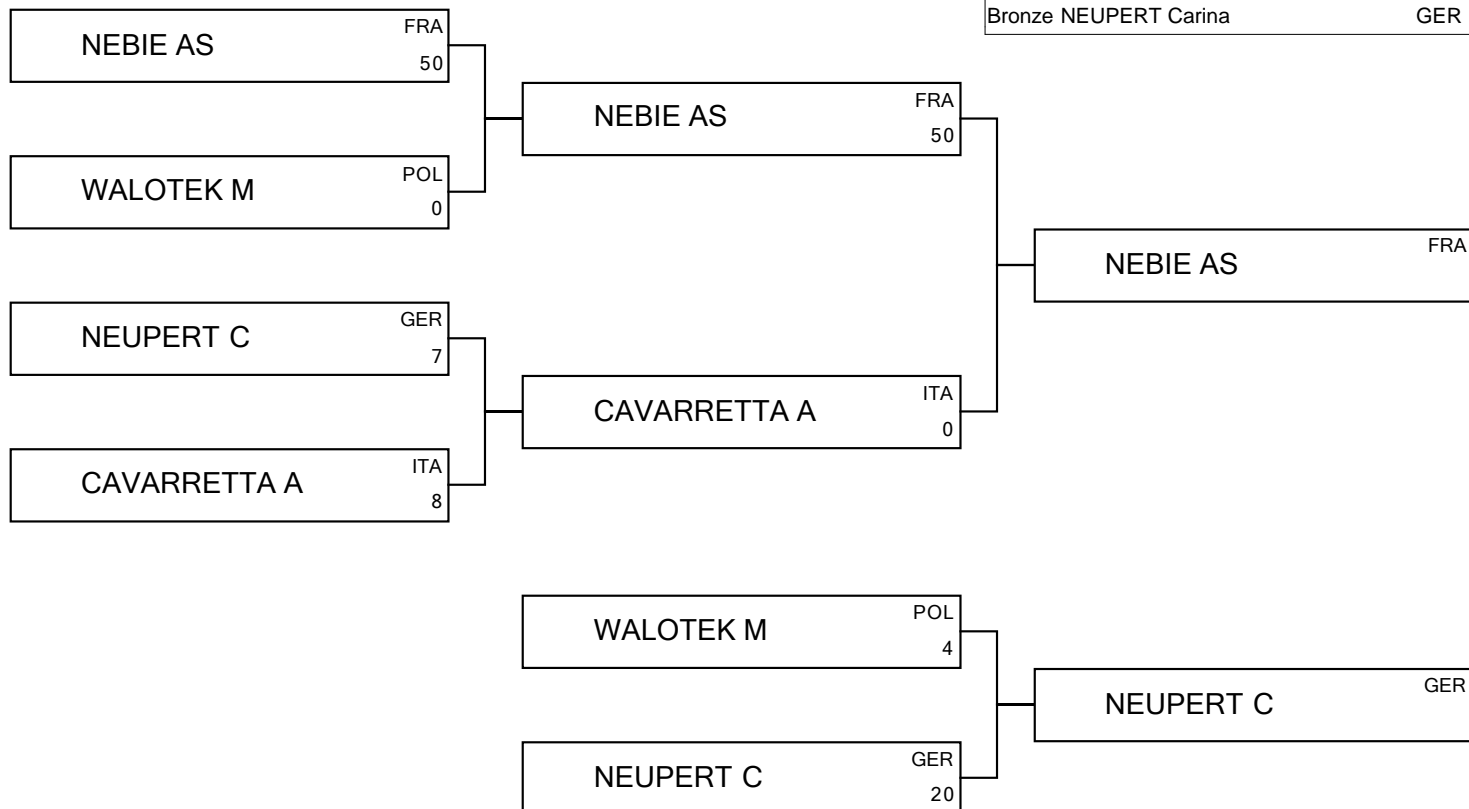 Bronze NEUPERT Carina GER
NEBIE AS FRA 50
NEBIE AS FRA 50
WALOTEK M POL 0
NEBIE AS FRA
NEUPERT C GER 7
CAVARRETTA A ITA 0
CAVARRETTA A ITA 8
WALOTEK M POL 4
NEUPERT C GER
NEUPERT C GER 20